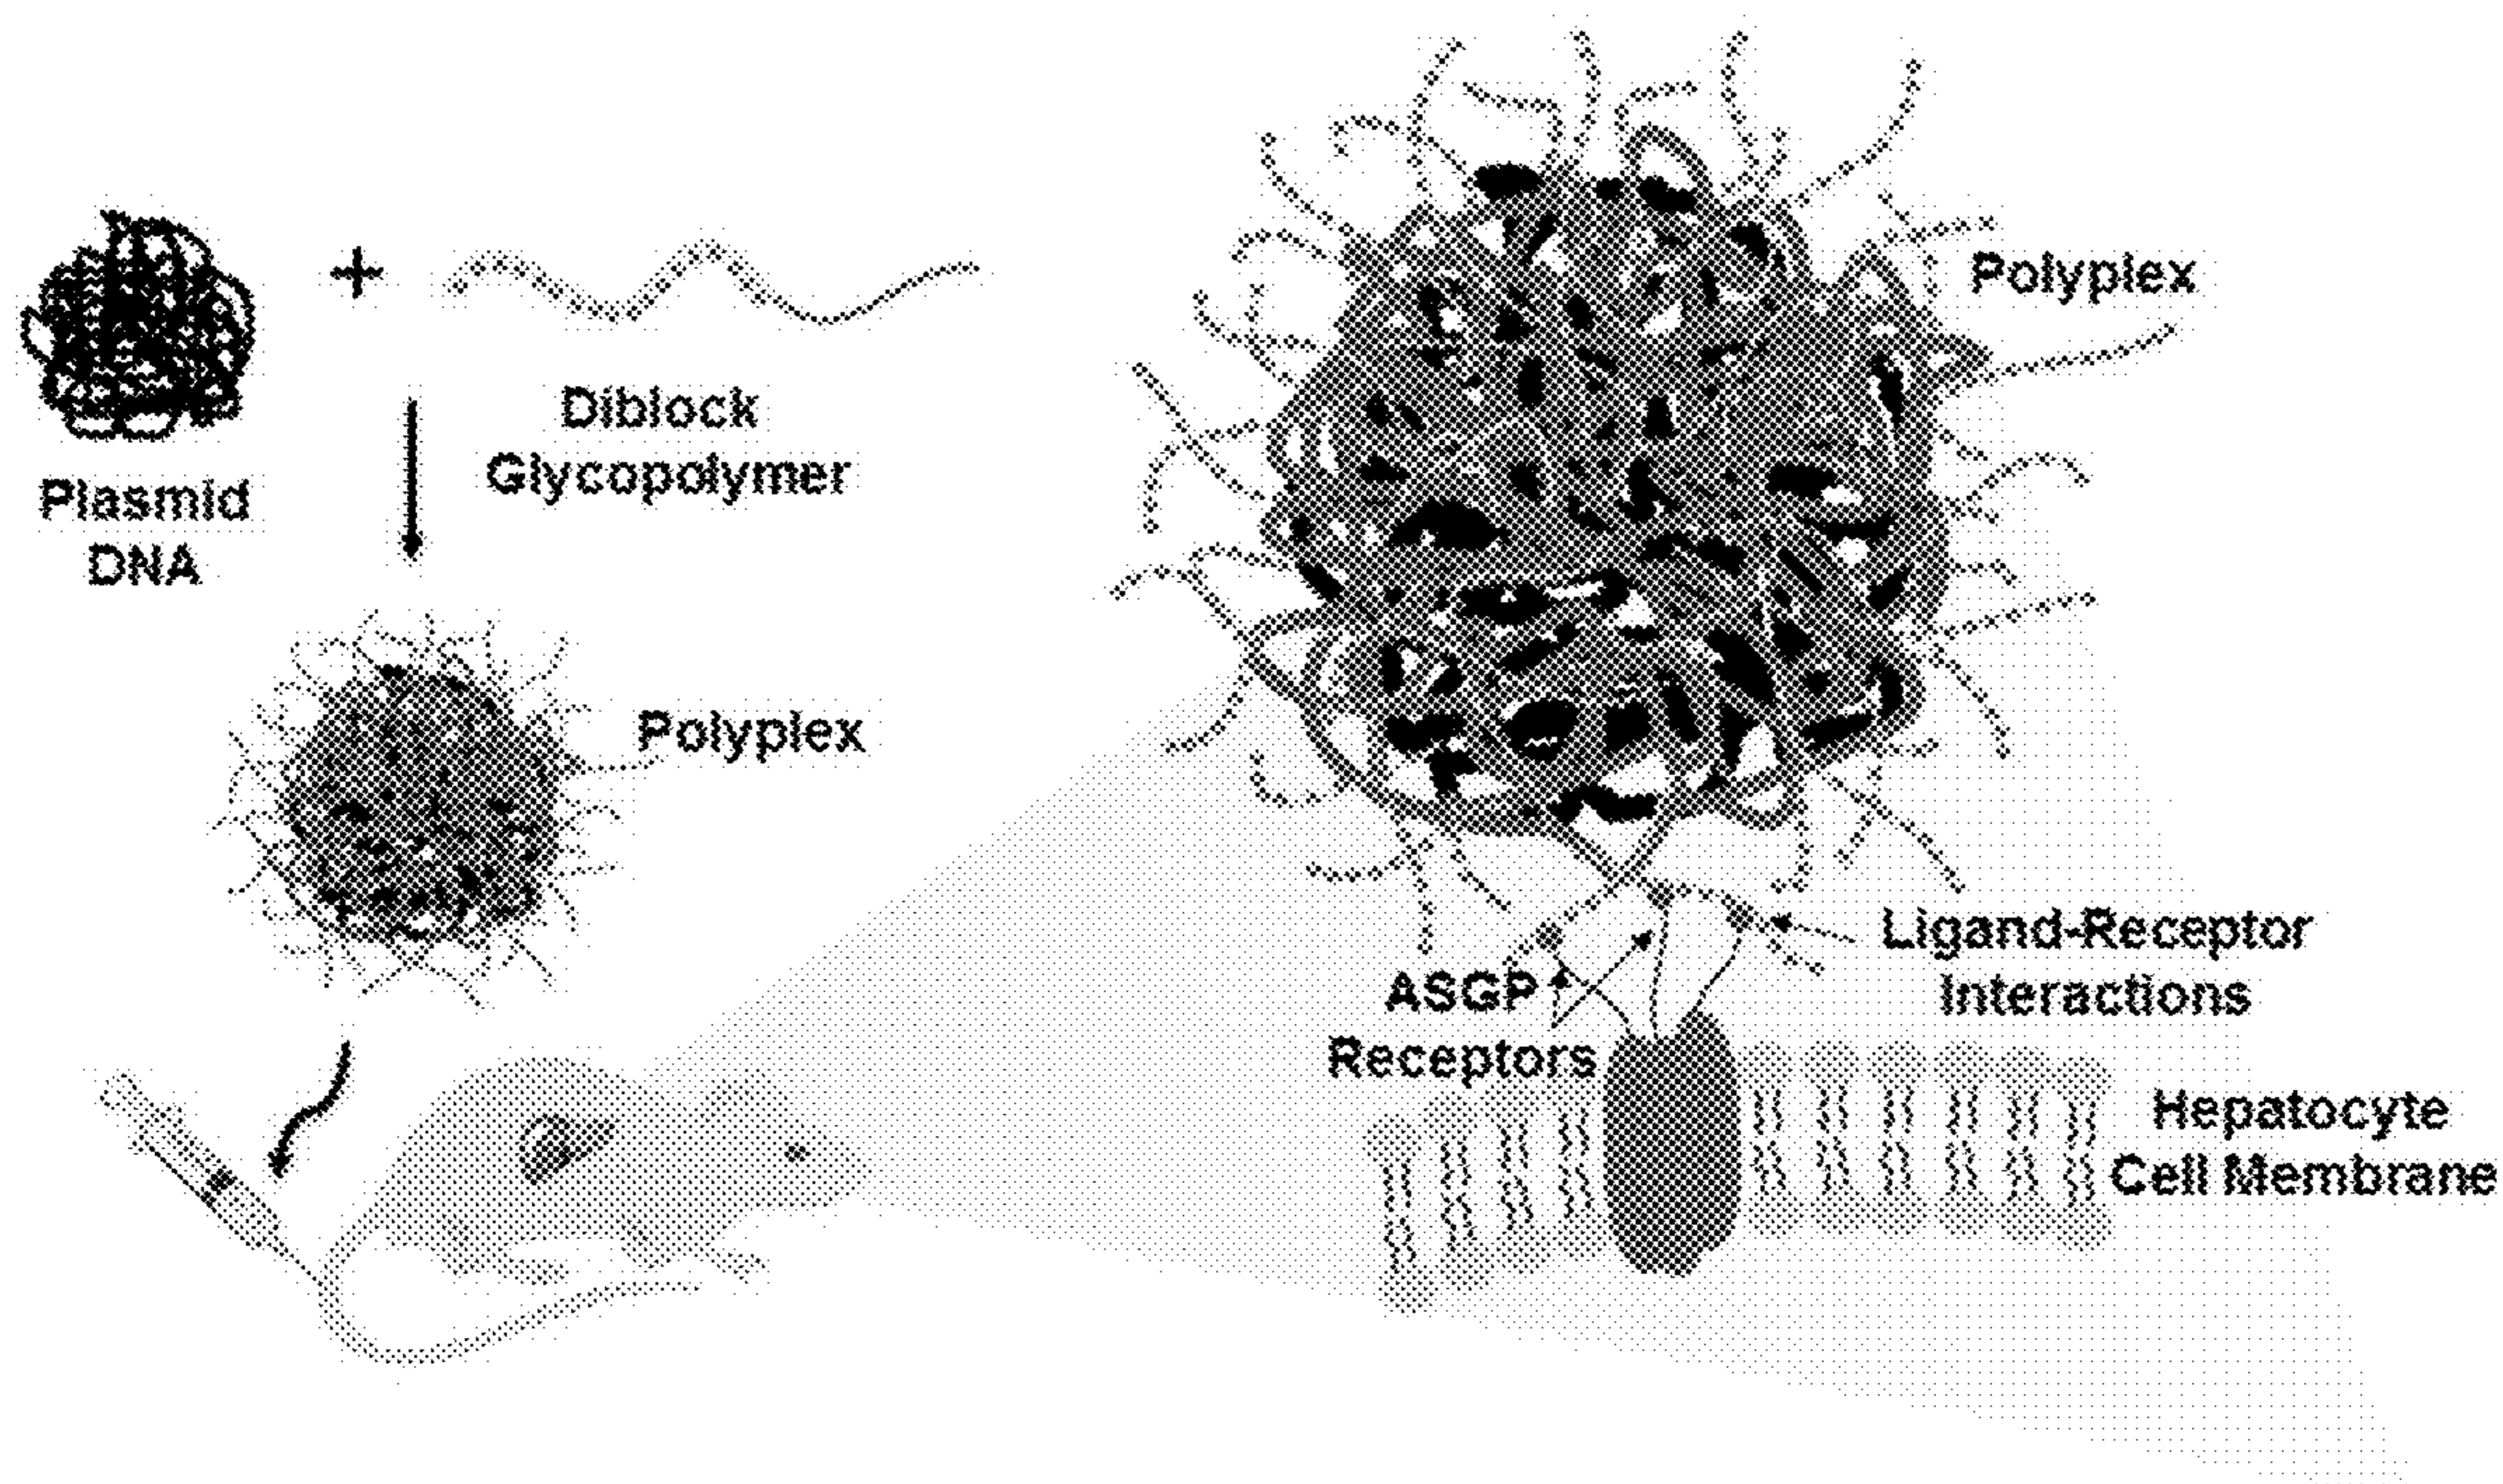 Plasmid
DNA
+
Diblock
Glycopolymer
Polyplex
Polyplex
Ligand-Receptor
Interactions
ASGP
Receptors
Hepatocyte
Cell Membrane